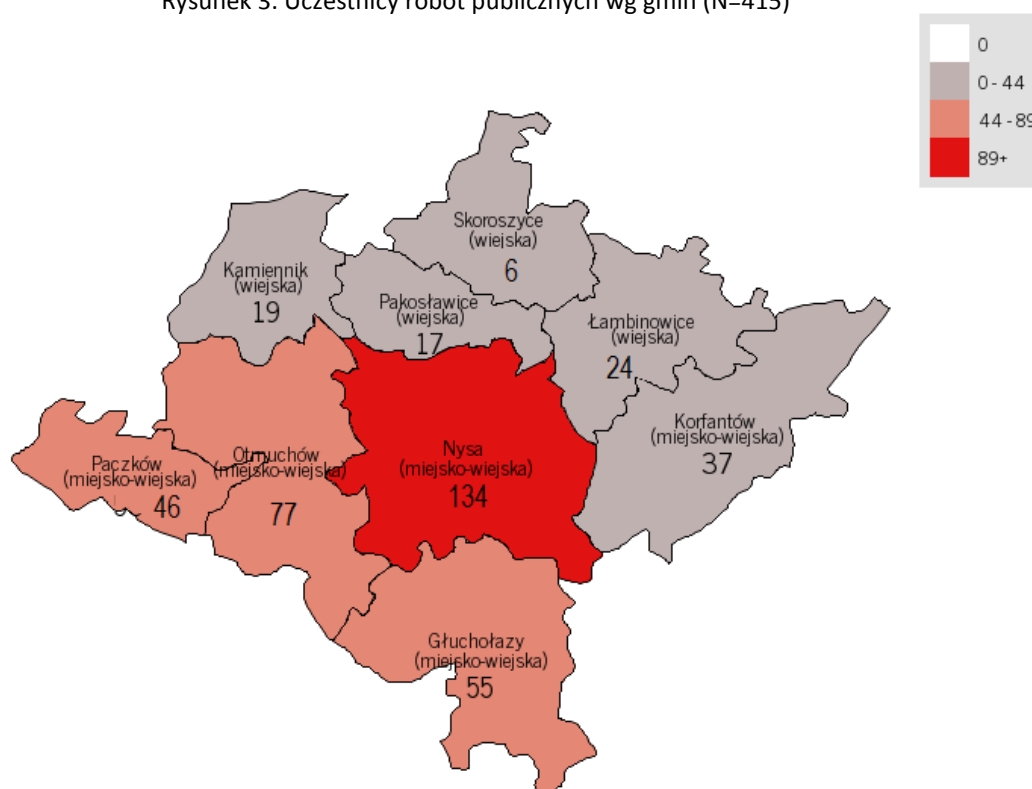 Rysunek 3. Uczestnicy robót publicznych wg gmin (N=415)
0
0 - 44
44 - 89
89+
Skoroszyce
(wiejska)
6
Kamiennik
(wiejska)
19
Pakosławice
(wiejska)
17
Łambinowice
(wiejska)
24
Korfantów
(miejsko-wiejska)
37
Nysa
(miejsko-wiejska)
134
Otmuchów
(miejsko-wiejska)
77
Paczków
(miejsko-wiejska)
46
Głuchołazy
(miejsko-wiejska)
55